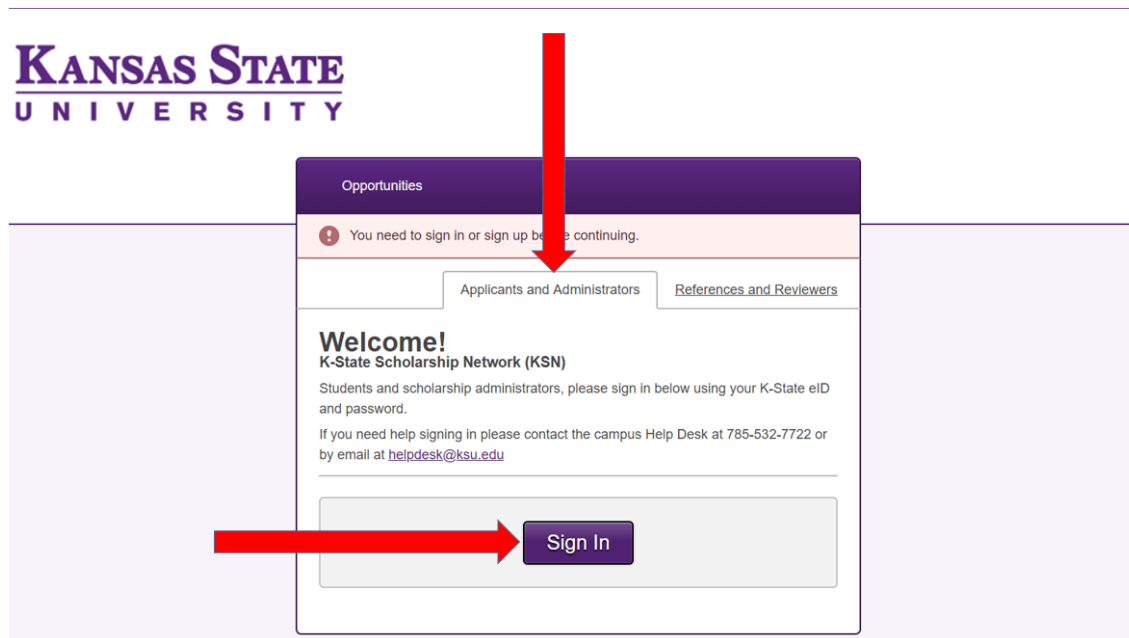 KANSAS STATE
UNIVERSITY
Opportunities
You need to sign in or sign up be e continuing.
Applicants and Administrators
References and Reviewers
Welcome!
K-State Scholarship Network (KSN)
Students and scholarship administrators, please sign in below using your K-State eID
and password.
If you need help signing in please contact the campus Help Desk at 785-532-7722 or
by email at helpdesk@ksu.edu
Sign In